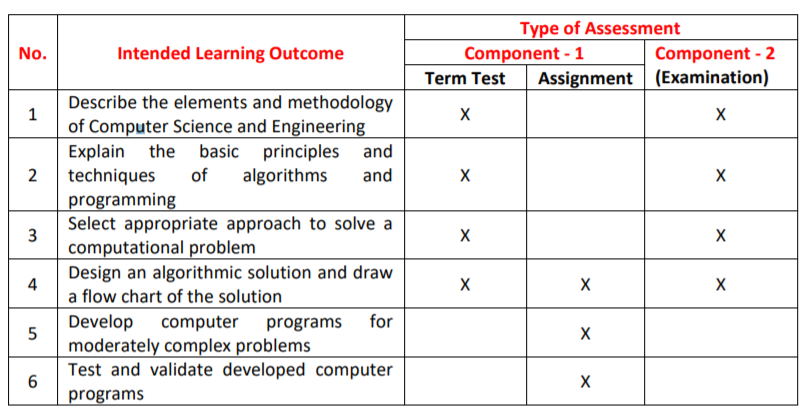 Type of Assessment
No.
Intended Learning Outcome
Component - 1
Component - 2
Term Test
Assignment
(Examination)
1
Describe the elements and methodology
of Computer Science and Engineering
X
X
2
Explain the basic principles and
techniques of algorithms and
programming
X
X
3
Select appropriate approach to solve a
computational problem
X
X
4
Design an algorithmic solution and draw
a flow chart of the solution
X
X
X
5
Develop computer programs for
moderately complex problems
X
6
Test and validate developed computer
programs
X